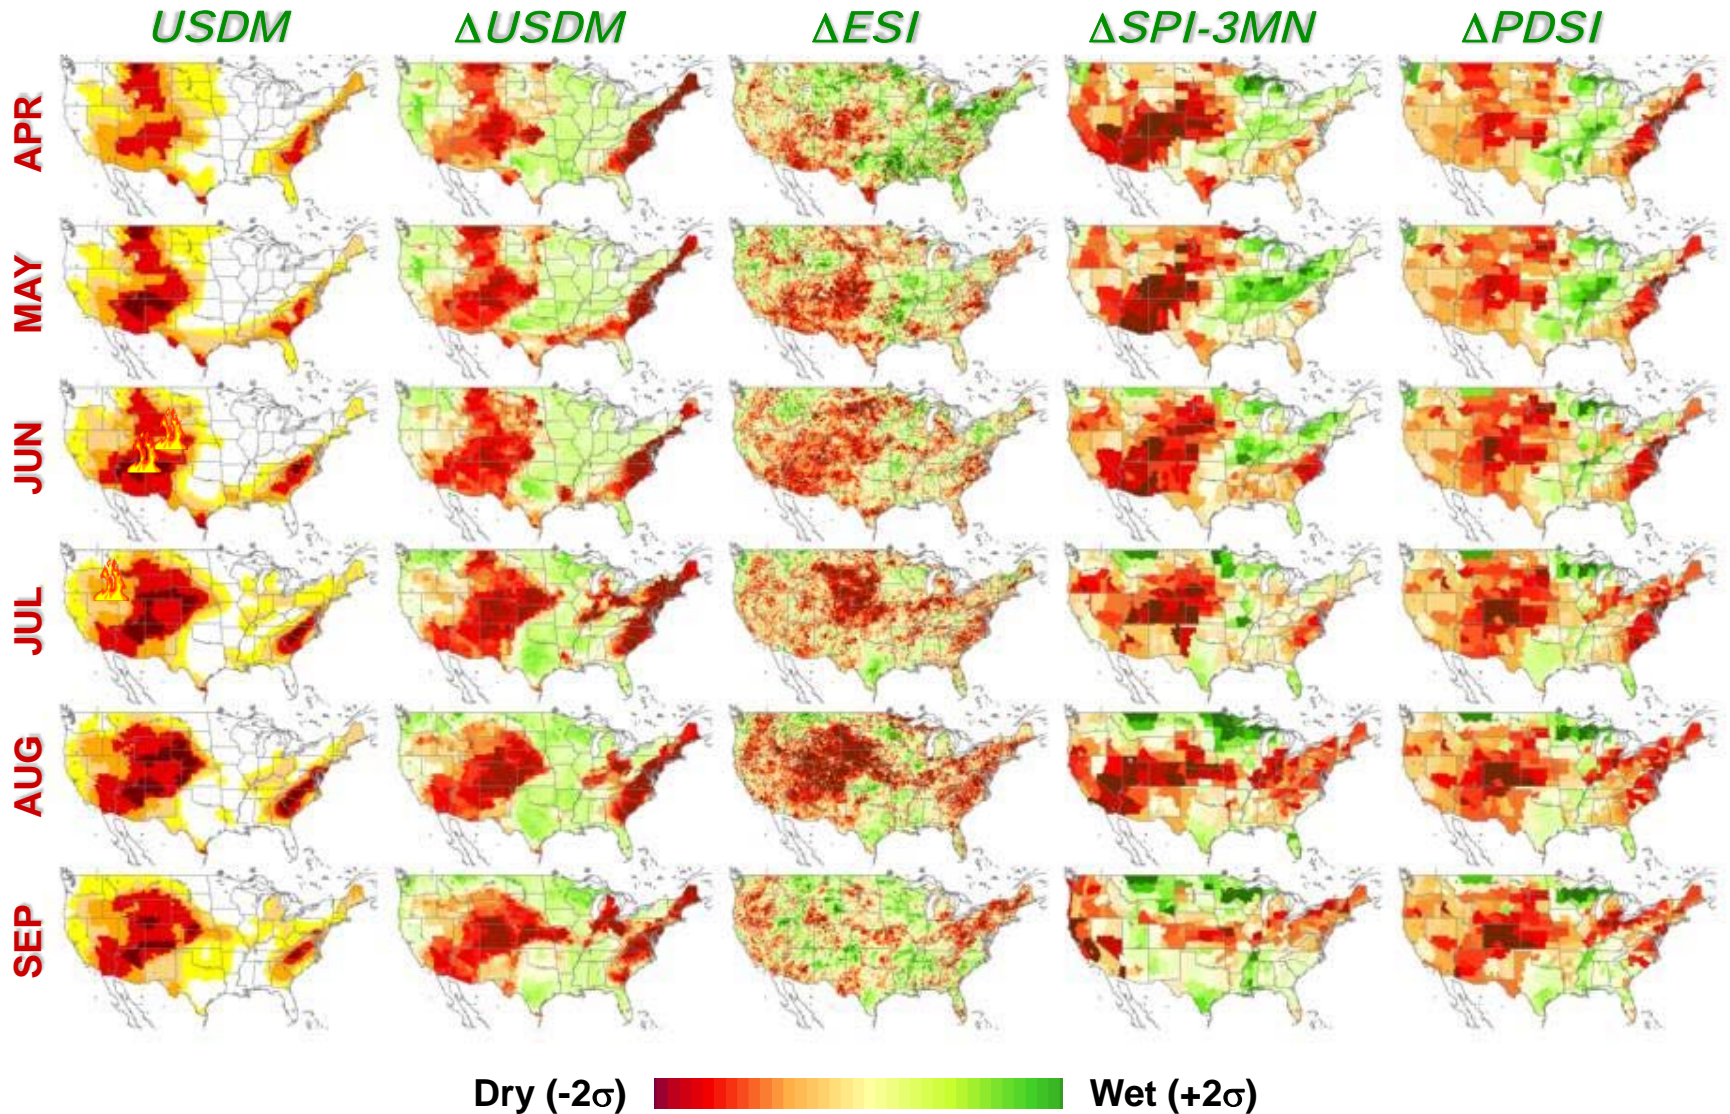 USDM ΔUSDM ΔESI ΔSPI-3MN ΔPDSI
APR
MAY
JUN
JUL
AUG
SEP
Dry (-2σ) Wet (+2σ)